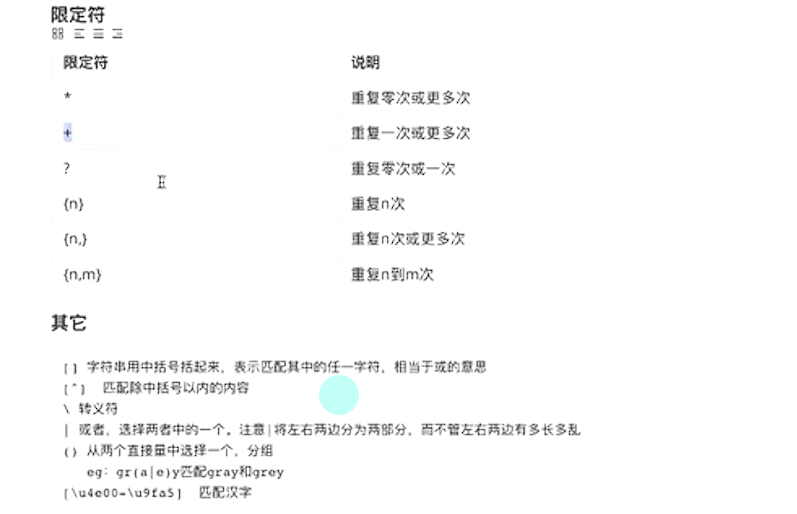 限定符
限定符 说明
* 重复零次或更多次
+ 重复一次或更多次
? 重复零次或一次
{n} 重复n次
{n,} 重复n次或更多次
{n,m} 重复n到m次
其它
[] 字符串用中括号括起来，表示匹配其中的任一字符，相当于或的意思
[^] 匹配除中括号以内的内容
\ 转义符
| 或者，选择两者中的一个。注意|将左右两边分为两部分，而不管左右两边有多长多乱
() 从两个直接量中选择一个，分组
eg：gr(a|e)y匹配gray和grey
[\u4e00-\u9fa5] 匹配汉字